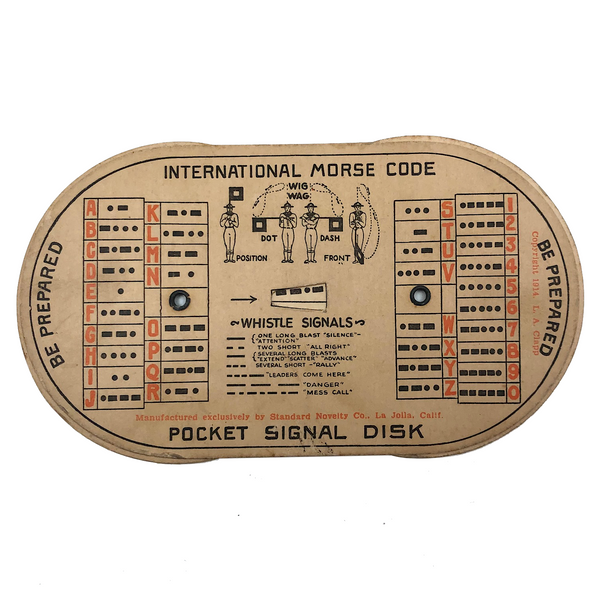 INTERNATIONAL MORSE CODE
BE PREPARED
A
B
C
D
E
F
G
H
I
J
K
L
M
N
O
P
Q
R
WIG
WAG
DOT
DASH
POSITION
FRONT
WHISTLE SIGNALS
ONE LONG BLAST "SILENCE"-
"ATTENTION"
TWO SHORT "ALL RIGHT"
SEVERAL LONG BLASTS
"EXTEND" "SCATTER" "ADVANCE"
SEVERAL SHORT -"RALLY"
"LEADERS COME HERE"
"DANGER"
"MESS CALL"
S
T
U
V
W
X
Y
Z
1
2
3
4
5
6
7
8
9
0
Copyright 1914. L. A. Clapp
BE PREPARED
Manufactured exclusively by Standard Novelty Co., La Jolla, Calif.
POCKET SIGNAL DISK